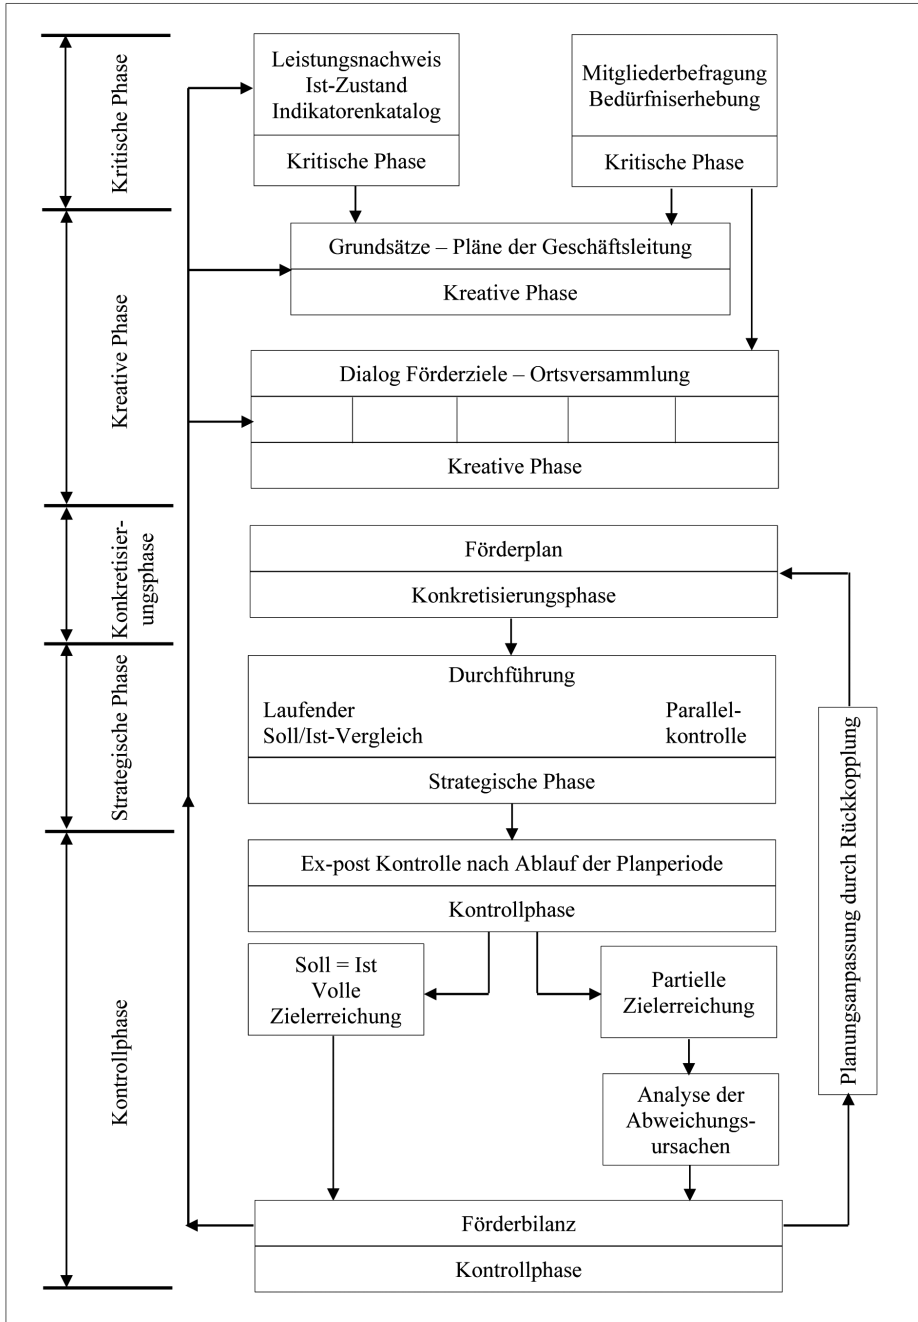 Kritische Phase
Kreative Phase
Konkretisier-
ungsphase
Strategische Phase
Kontrollphase
Leistungsnachweis
Ist-Zustand
Indikatorenkatalog
Kritische Phase
Mitgliederbefragung
Bedürfniserhebung
Kritische Phase
Grundsätze – Pläne der Geschäftsleitung
Kreative Phase
Dialog Förderziele – Ortsversammlung
Kreative Phase
Förderplan
Konkretisierungsphase
Durchführung
Laufender
Soll/Ist-Vergleich
Parallel-
kontrolle
Strategische Phase
Ex-post Kontrolle nach Ablauf der Planperiode
Kontrollphase
Soll = Ist
Volle
Zielerreichung
Partielle
Zielerreichung
Analyse der
Abweichungs-
ursachen
Förderbilanz
Kontrollphase
Planungsanpassung durch Rückkopplung